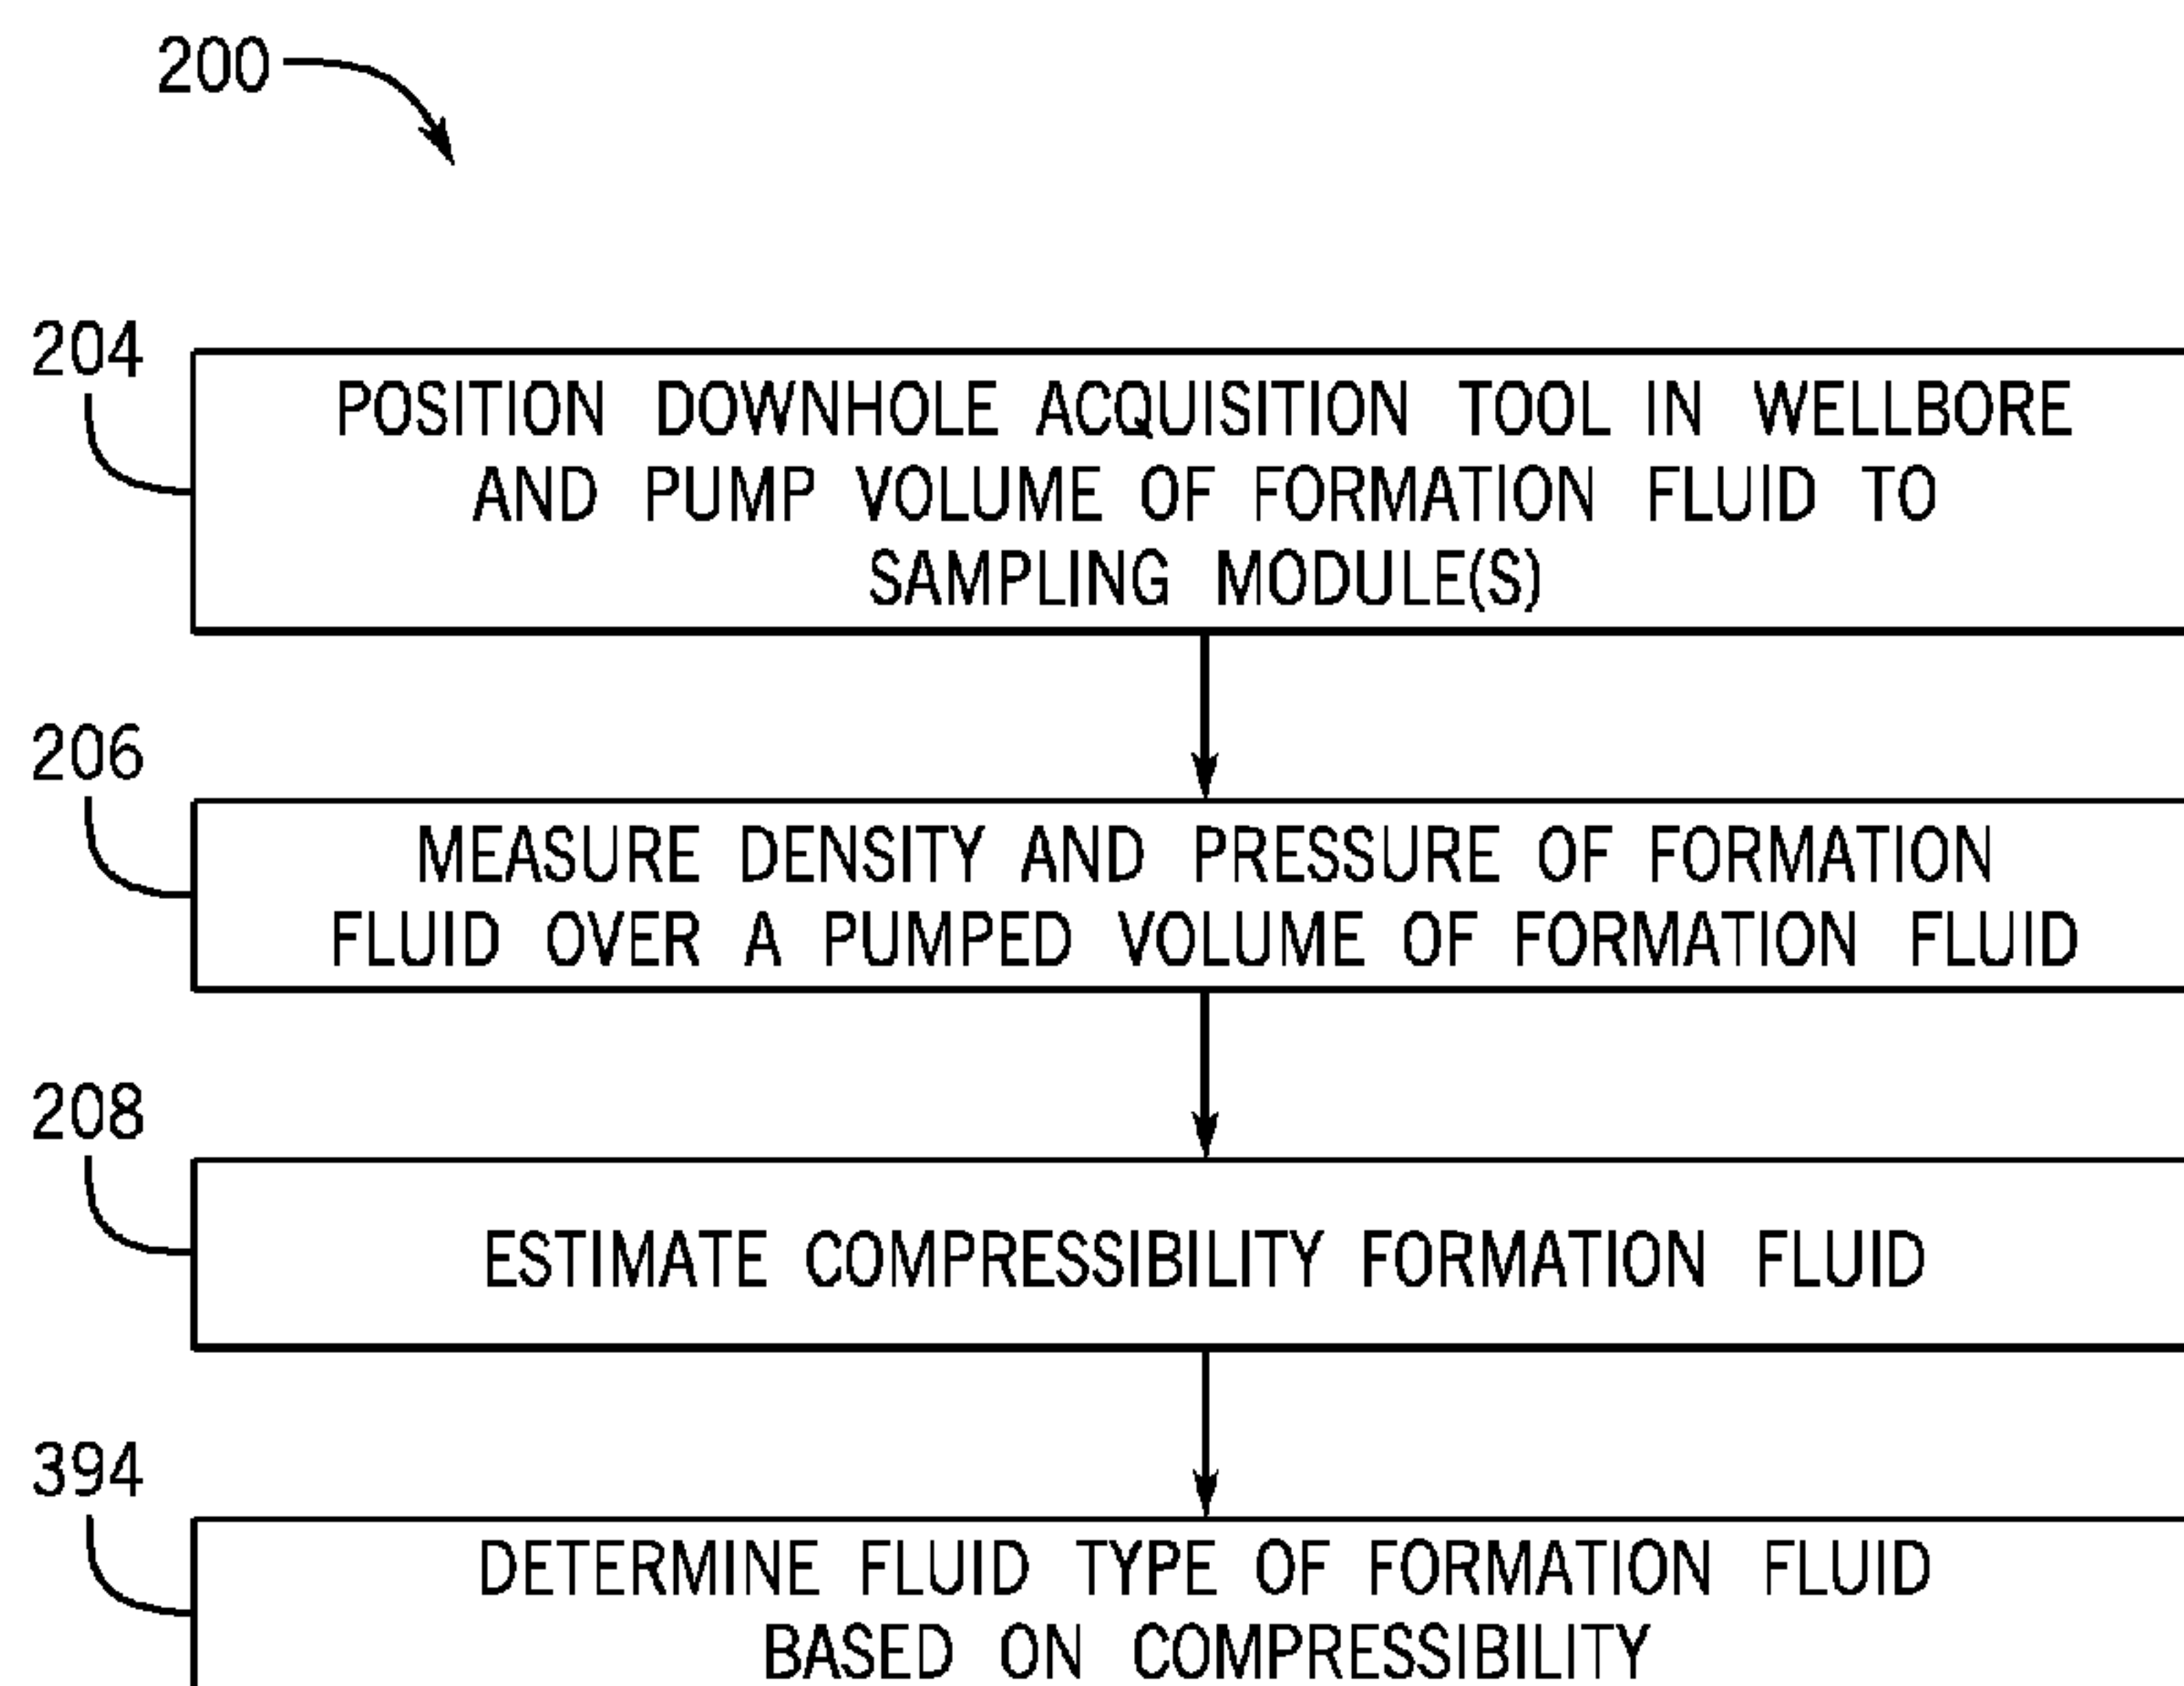 200
204
POSITION DOWNHOLE ACQUISITION TOOL IN WELLBORE
AND PUMP VOLUME OF FORMATION FLUID TO
SAMPLING MODULE(S)
206
MEASURE DENSITY AND PRESSURE OF FORMATION
FLUID OVER A PUMPED VOLUME OF FORMATION FLUID
208
ESTIMATE COMPRESSIBILITY FORMATION FLUID
394
DETERMINE FLUID TYPE OF FORMATION FLUID
BASED ON COMPRESSIBILITY